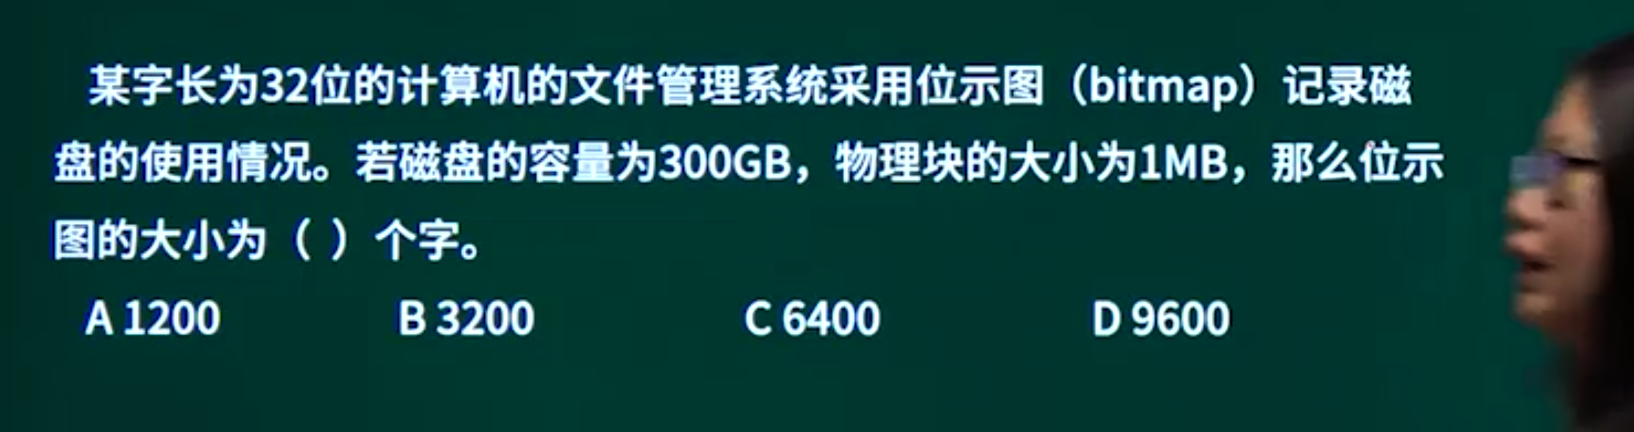 某字长为32位的计算机的文件管理系统采用位示图（bitmap）记录磁
盘的使用情况。若磁盘的容量为300GB，物理块的大小为1MB，那么位示
图的大小为（ ）个字。
A 1200 B 3200 C 6400 D 9600